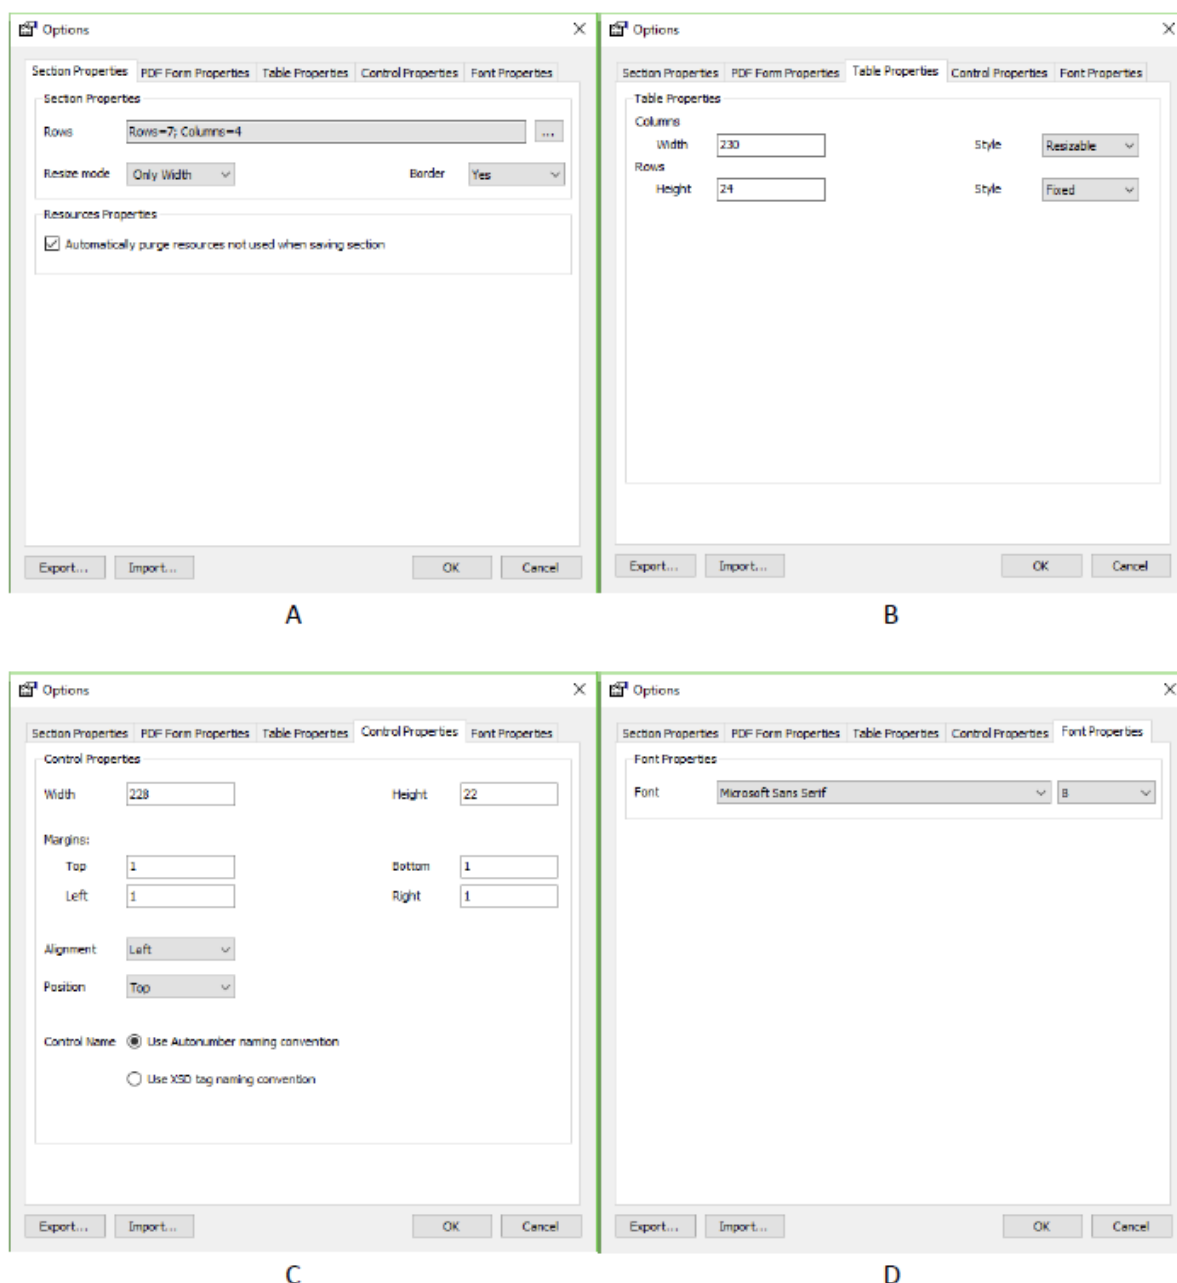 Options
Section Properties PDF Form Properties Table Properties Control Properties Font Properties
Section Properties
Rows Rows=7; Columns=4 ...
Resize mode Only Width Border Yes
Resources Properties
Automatically purge resources not used when saving section
Export... Import... OK Cancel
A
Options
Section Properties PDF Form Properties Table Properties Control Properties Font Properties
Table Properties
Columns
Width 230 Style Resizable
Rows
Height 24 Style Fixed
Export... Import... OK Cancel
B
Options
Section Properties PDF Form Properties Table Properties Control Properties Font Properties
Control Properties
Width 228 Height 22
Margins:
Top 1 Bottom 1
Left 1 Right 1
Alignment Left
Position Top
Control Name Use Autonumber naming convention
Use XSD tag naming convention
Export... Import... OK Cancel
C
Options
Section Properties PDF Form Properties Table Properties Control Properties Font Properties
Font Properties
Font Microsoft Sans Serif
Export... Import... OK Cancel
D